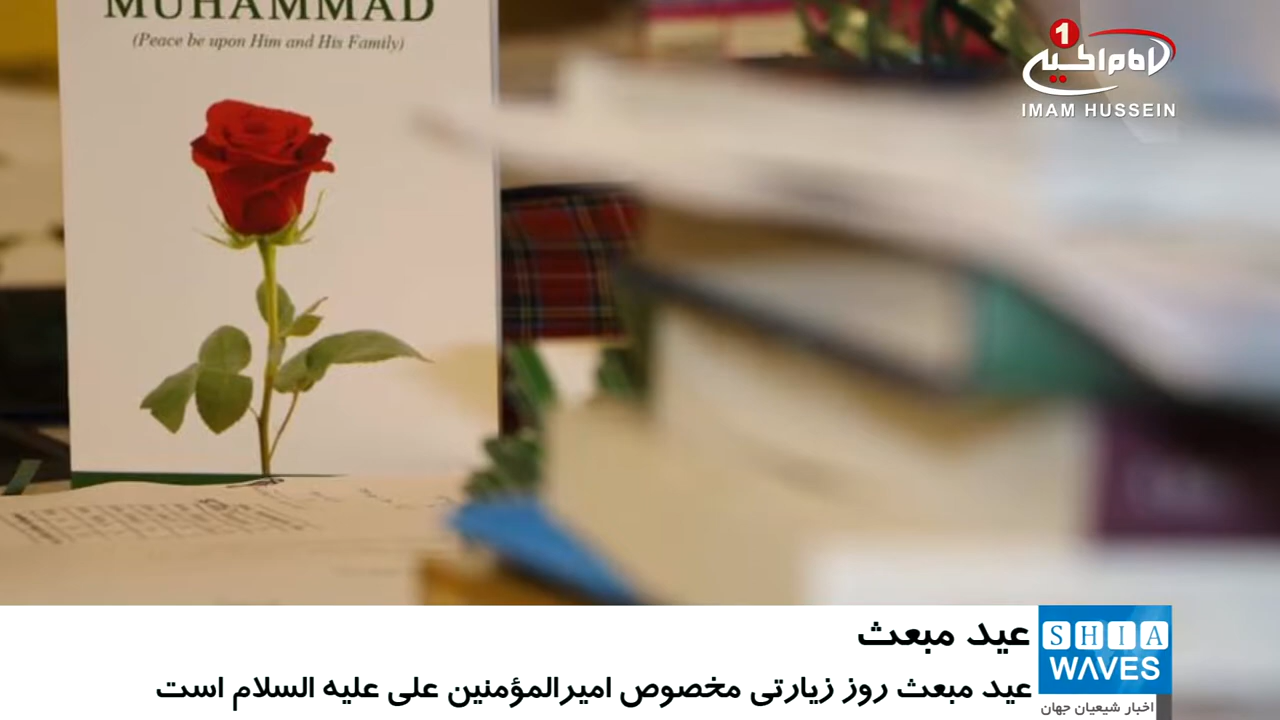 MUHAMMAD
(Peace be upon Him and His Family)
1
امام حسین
IMAM HUSSEIN
عید مبعث
عید مبعث روز زیارتی مخصوص امیرالمؤمنین علی علیه السلام است
SHIA
WAVES
اخبار شیعیان جهان